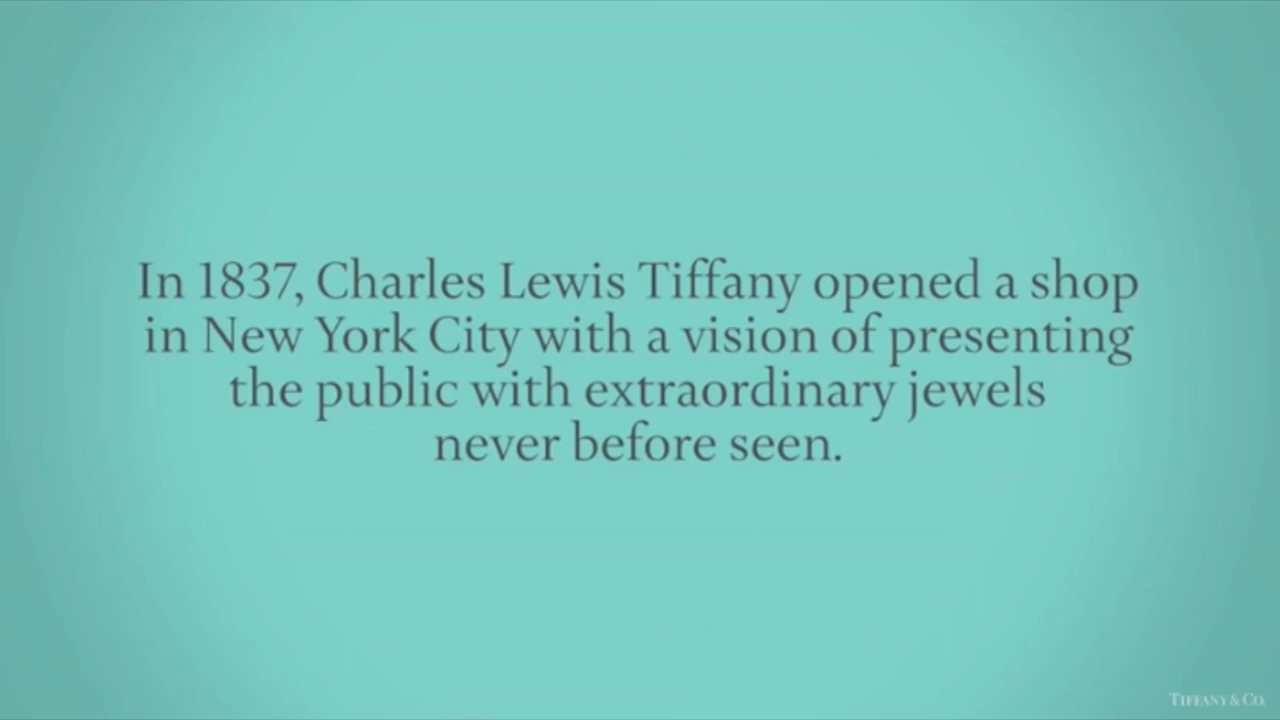 In 1837, Charles Lewis Tiffany opened a shop
in New York City with a vision of presenting
the public with extraordinary jewels
never before seen.
TIFFANY & CO.